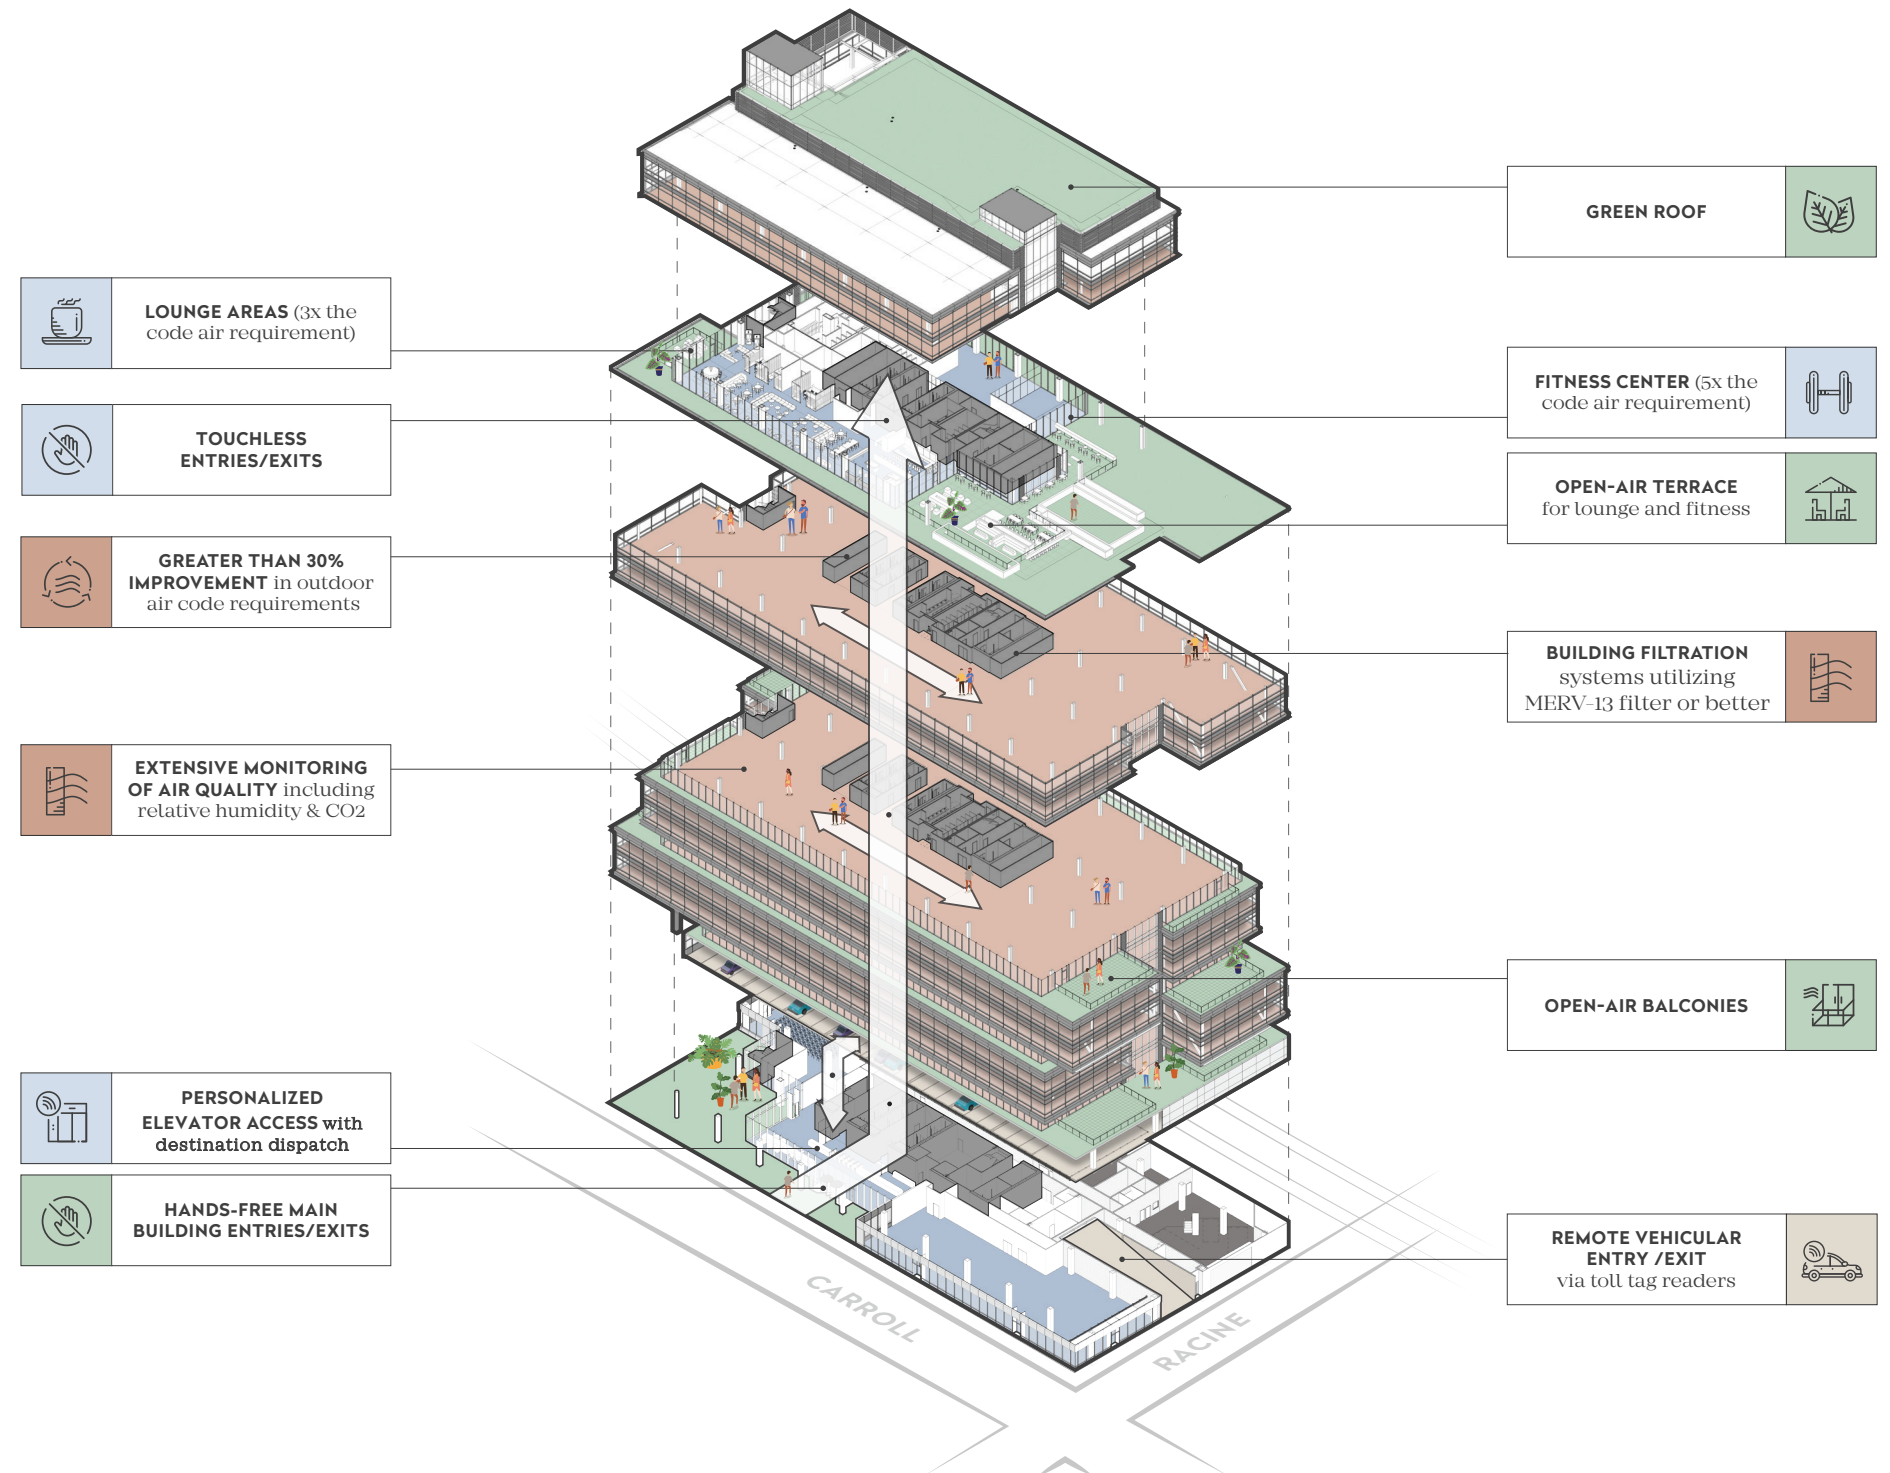 GREEN ROOF
LOUNGE AREAS (3x the
code air requirement)
FITNESS CENTER (5x the
code air requirement)
TOUCHLESS
ENTRIES/EXITS
OPEN-AIR TERRACE
for lounge and fitness
GREATER THAN 30%
IMPROVEMENT in outdoor
air code requirements
BUILDING FILTRATION
systems utilizing
MERV-13 filter or better
EXTENSIVE MONITORING
OF AIR QUALITY including
relative humidity & CO2
OPEN-AIR BALCONIES
PERSONALIZED
ELEVATOR ACCESS with
destination dispatch
HANDS-FREE MAIN
BUILDING ENTRIES/EXITS
REMOTE VEHICULAR
ENTRY /EXIT
via toll tag readers
CARROLL
RACINE